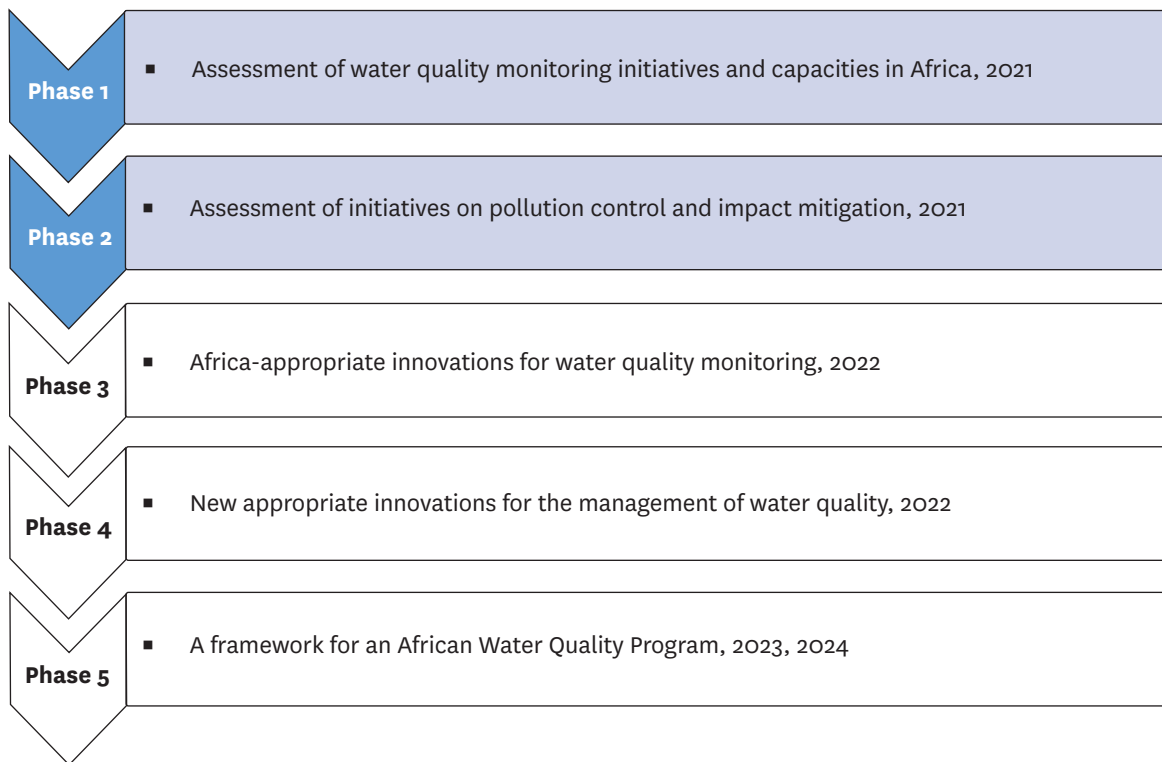 Phase 1
▪ Assessment of water quality monitoring initiatives and capacities in Africa, 2021
Phase 2
▪ Assessment of initiatives on pollution control and impact mitigation, 2021
Phase 3
▪ Africa-appropriate innovations for water quality monitoring, 2022
Phase 4
▪ New appropriate innovations for the management of water quality, 2022
Phase 5
▪ A framework for an African Water Quality Program, 2023, 2024